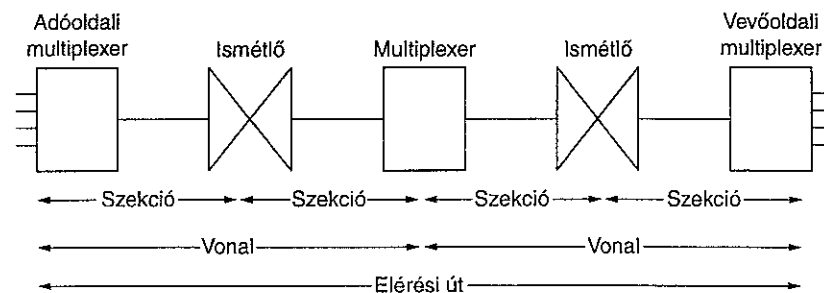 Adóoldali
multiplexer
Ismétlő
Multiplexer
Ismétlő
Vevőoldali
multiplexer
Szekció
Szekció
Szekció
Szekció
Vonal
Vonal
Elérési út